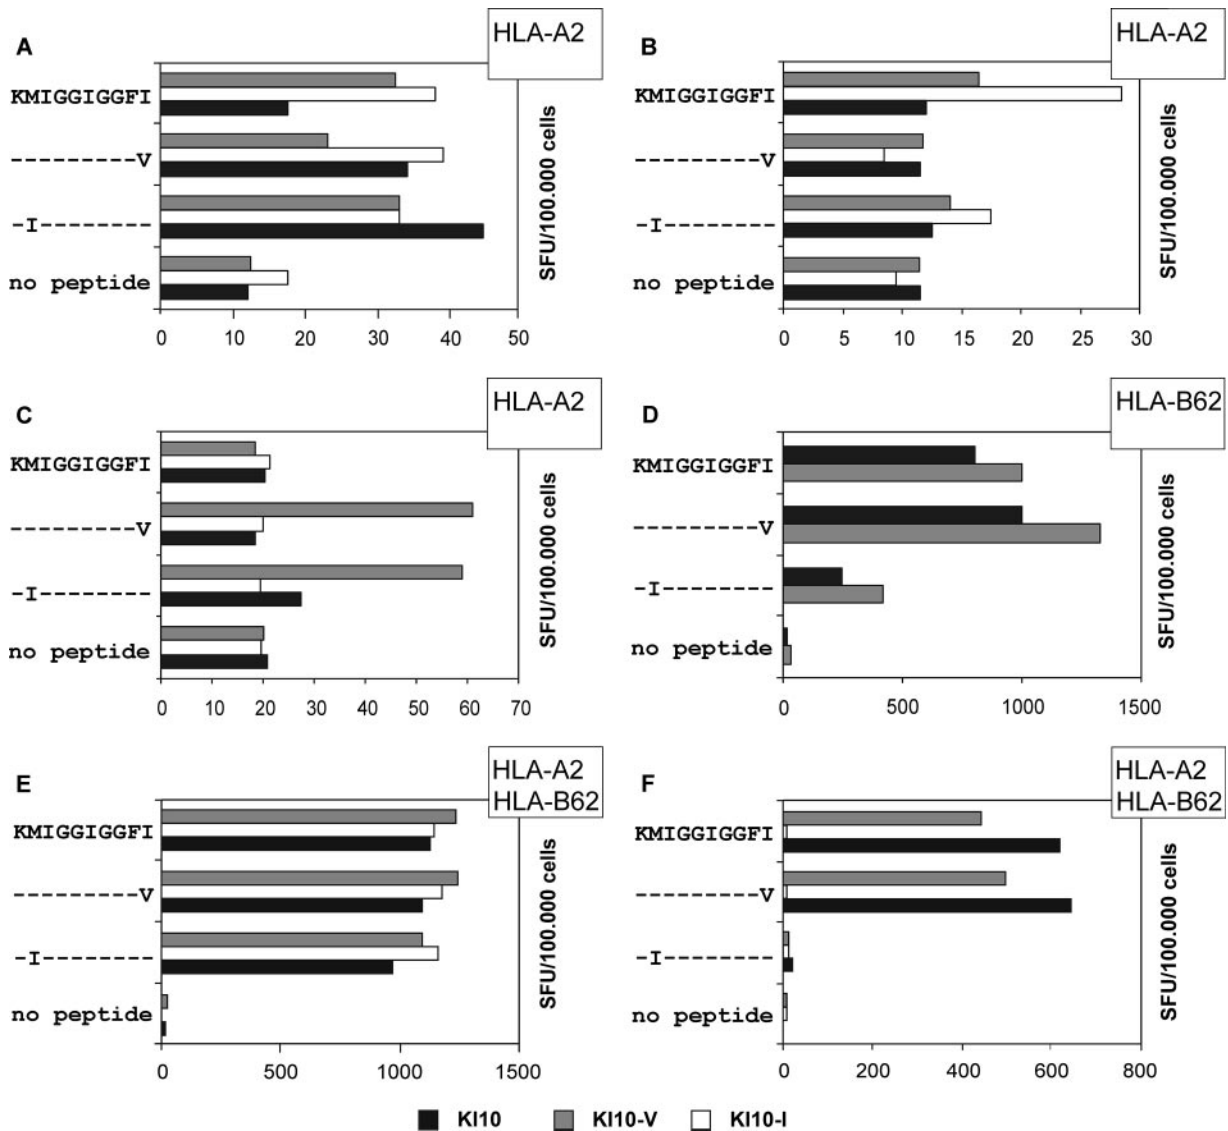 A
HLA-A2
KMIGGIGGFI
---------V
-I--------
no peptide
0 10 20 30 40 50
SFU/100.000 cells
B
HLA-A2
KMIGGIGGFI
---------V
-I--------
no peptide
0 5 10 15 20 25 30
SFU/100.000 cells
C
HLA-A2
KMIGGIGGFI
---------V
-I--------
no peptide
0 10 20 30 40 50 60 70
SFU/100.000 cells
D
HLA-B62
KMIGGIGGFI
---------V
-I--------
no peptide
0 500 1000 1500
SFU/100.000 cells
E
HLA-A2
HLA-B62
KMIGGIGGFI
---------V
-I--------
no peptide
0 500 1000 1500
SFU/100.000 cells
F
HLA-A2
HLA-B62
KMIGGIGGFI
---------V
-I--------
no peptide
0 200 400 600 800
SFU/100.000 cells
KI10 KI10-V KI10-I